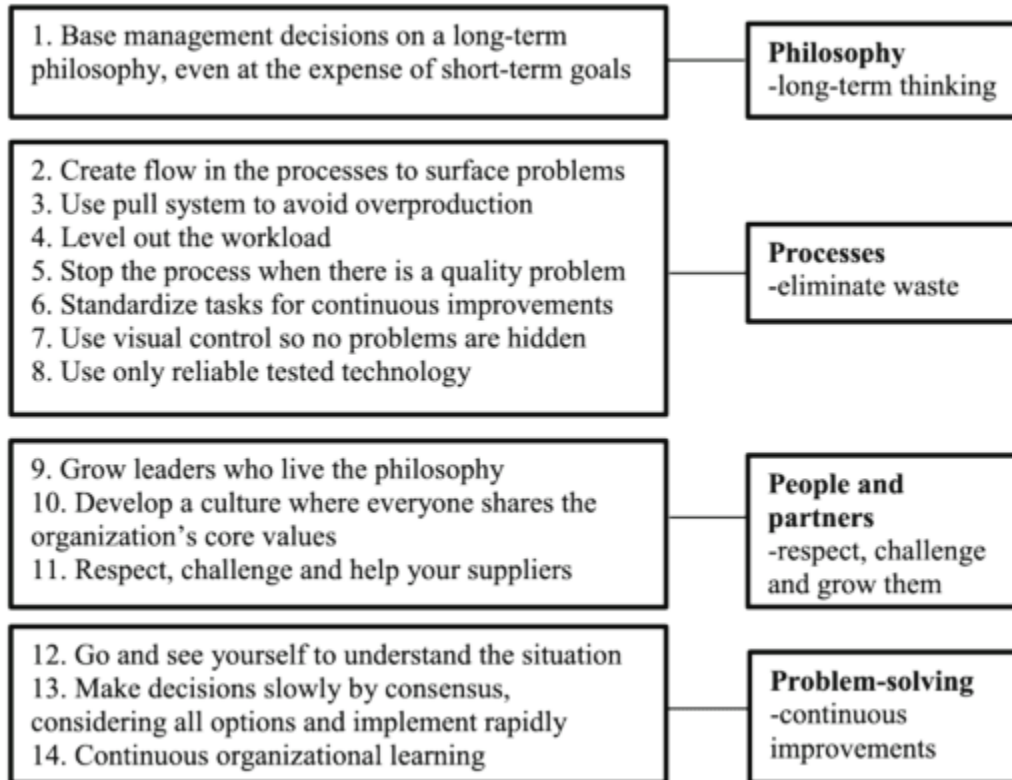 1. Base management decisions on a long-term
philosophy, even at the expense of short-term goals
Philosophy
-long-term thinking
2. Create flow in the processes to surface problems
3. Use pull system to avoid overproduction
4. Level out the workload
5. Stop the process when there is a quality problem
6. Standardize tasks for continuous improvements
7. Use visual control so no problems are hidden
8. Use only reliable tested technology
Processes
-eliminate waste
9. Grow leaders who live the philosophy
10. Develop a culture where everyone shares the
organization’s core values
11. Respect, challenge and help your suppliers
People and
partners
-respect, challenge
and grow them
12. Go and see yourself to understand the situation
13. Make decisions slowly by consensus,
considering all options and implement rapidly
14. Continuous organizational learning
Problem-solving
-continuous
improvements